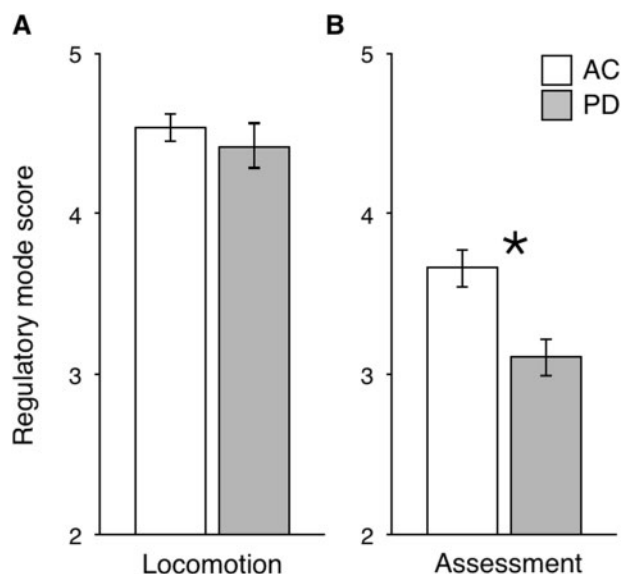 A
5
4
3
2
Regulatory mode score
Locomotion
B
5
4
3
2
*
AC
PD
Assessment